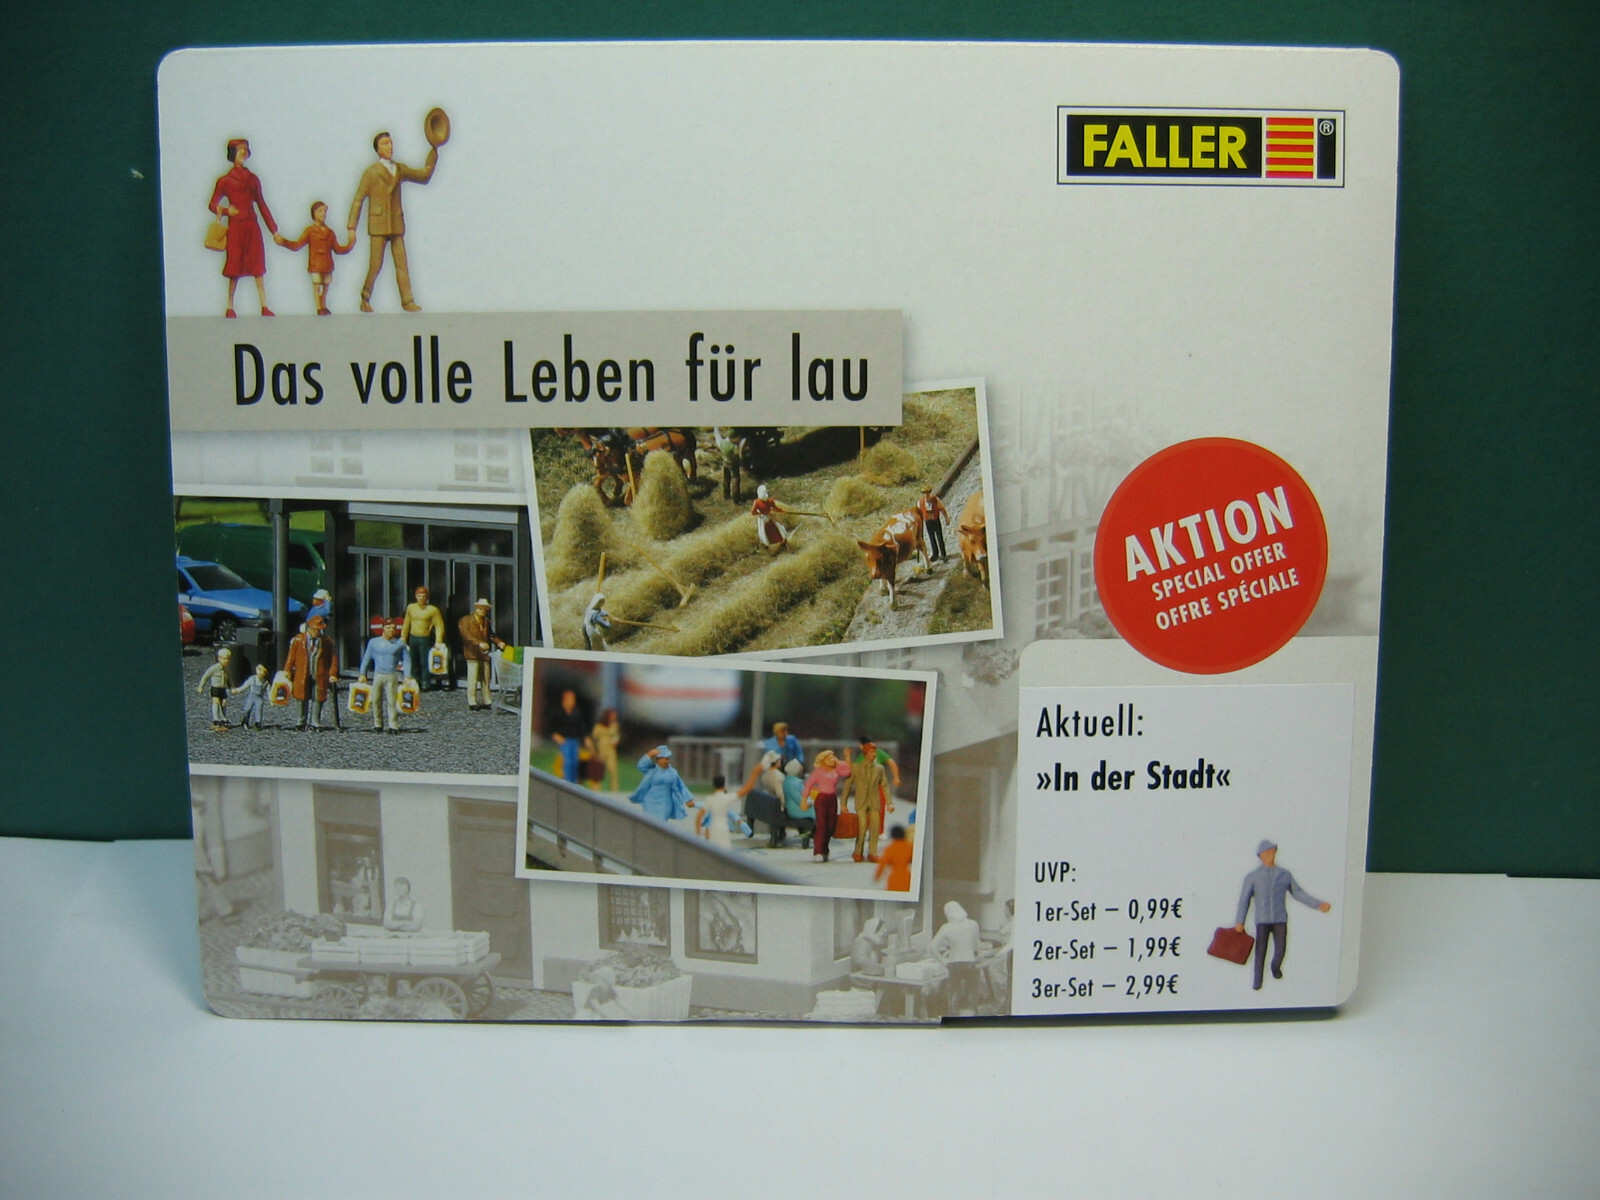 FALLER ®
Das volle Leben für lau
AKTION
SPECIAL OFFER
OFFRE SPÉCIALE
Aktuell:
»In der Stadt«
UVP:
1er-Set – 0,99€
2er-Set – 1,99€
3er-Set – 2,99€